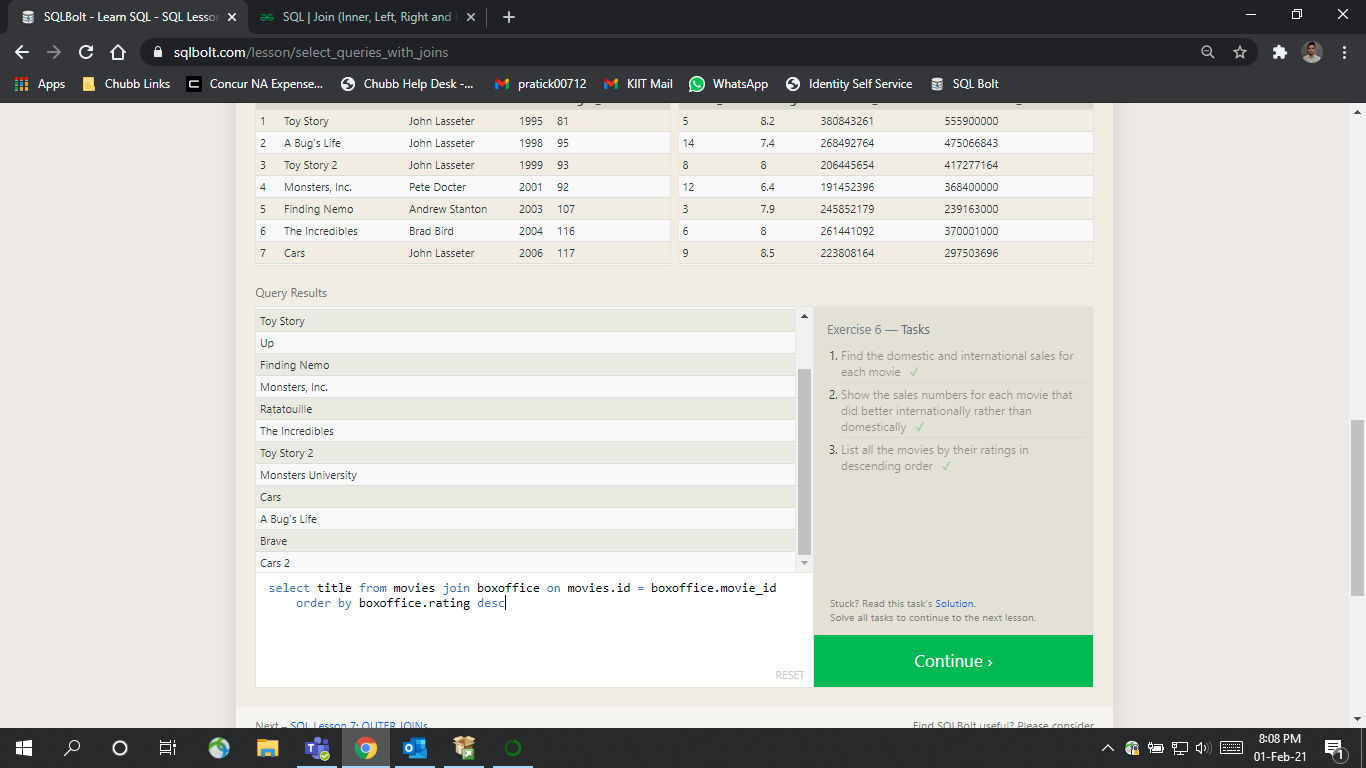 SQLBolt - Learn SQL - SQL Lesson
SQL | Join (Inner, Left, Right and
sqlbolt.com/lesson/select_queries_with_joins
Apps
Chubb Links
Concur NA Expense...
Chubb Help Desk -...
pratick00712
KIIT Mail
WhatsApp
Identity Self Service
SQL Bolt
1 Toy Story John Lasseter 1995 81
2 A Bug's Life John Lasseter 1998 95
3 Toy Story 2 John Lasseter 1999 93
4 Monsters, Inc. Pete Docter 2001 92
5 Finding Nemo Andrew Stanton 2003 107
6 The Incredibles Brad Bird 2004 116
7 Cars John Lasseter 2006 117
5 8.2 380843261 555900000
14 7.4 268492764 475066843
8 8 206445654 417277164
12 6.4 191452396 368400000
3 7.9 245852179 239163000
6 8 261441092 370001000
9 8.5 223808164 297503696
Query Results
Toy Story
Up
Finding Nemo
Monsters, Inc.
Ratatouille
The Incredibles
Toy Story 2
Monsters University
Cars
A Bug's Life
Brave
Cars 2
select title from movies join boxoffice on movies.id = boxoffice.movie_id
order by boxoffice.rating desc
RESET
Exercise 6 — Tasks
1. Find the domestic and international sales for
each movie ✓
2. Show the sales numbers for each movie that
did better internationally rather than
domestically ✓
3. List all the movies by their ratings in
descending order ✓
Stuck? Read this task's Solution.
Solve all tasks to continue to the next lesson.
Continue ›
Next – SQL Lesson 7: OUTER JOINs
Find SQLBolt useful? Please consider
8:08 PM
01-Feb-21
1